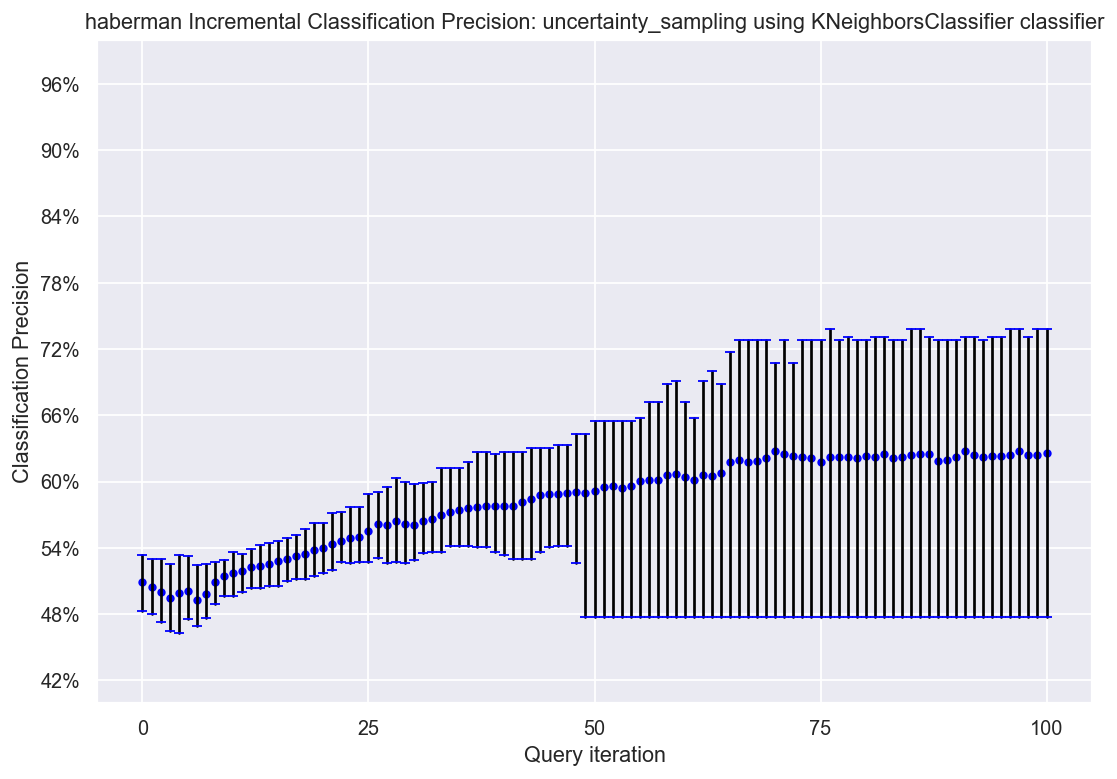 haberman Incremental Classification Precision: uncertainty_sampling using KNeighborsClassifier classifier
96%
90%
84%
78%
72%
66%
60%
54%
48%
42%
Classification Precision
0 25 50 75 100
Query iteration